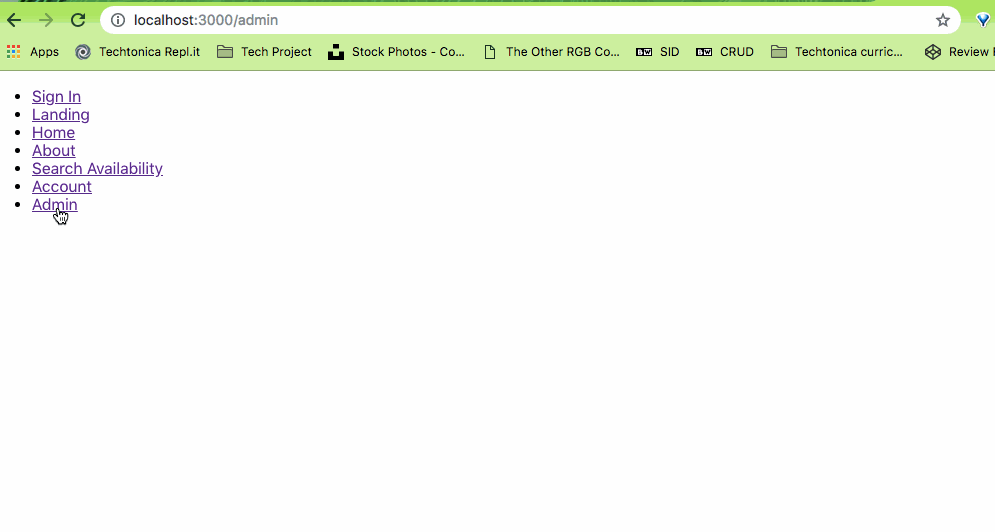 localhost:3000/admin
Apps Techtonica Repl.it Tech Project Stock Photos - Co... The Other RGB Co... SID CRUD Techtonica curric... Review
Sign In
Landing
Home
About
Search Availability
Account
Admin